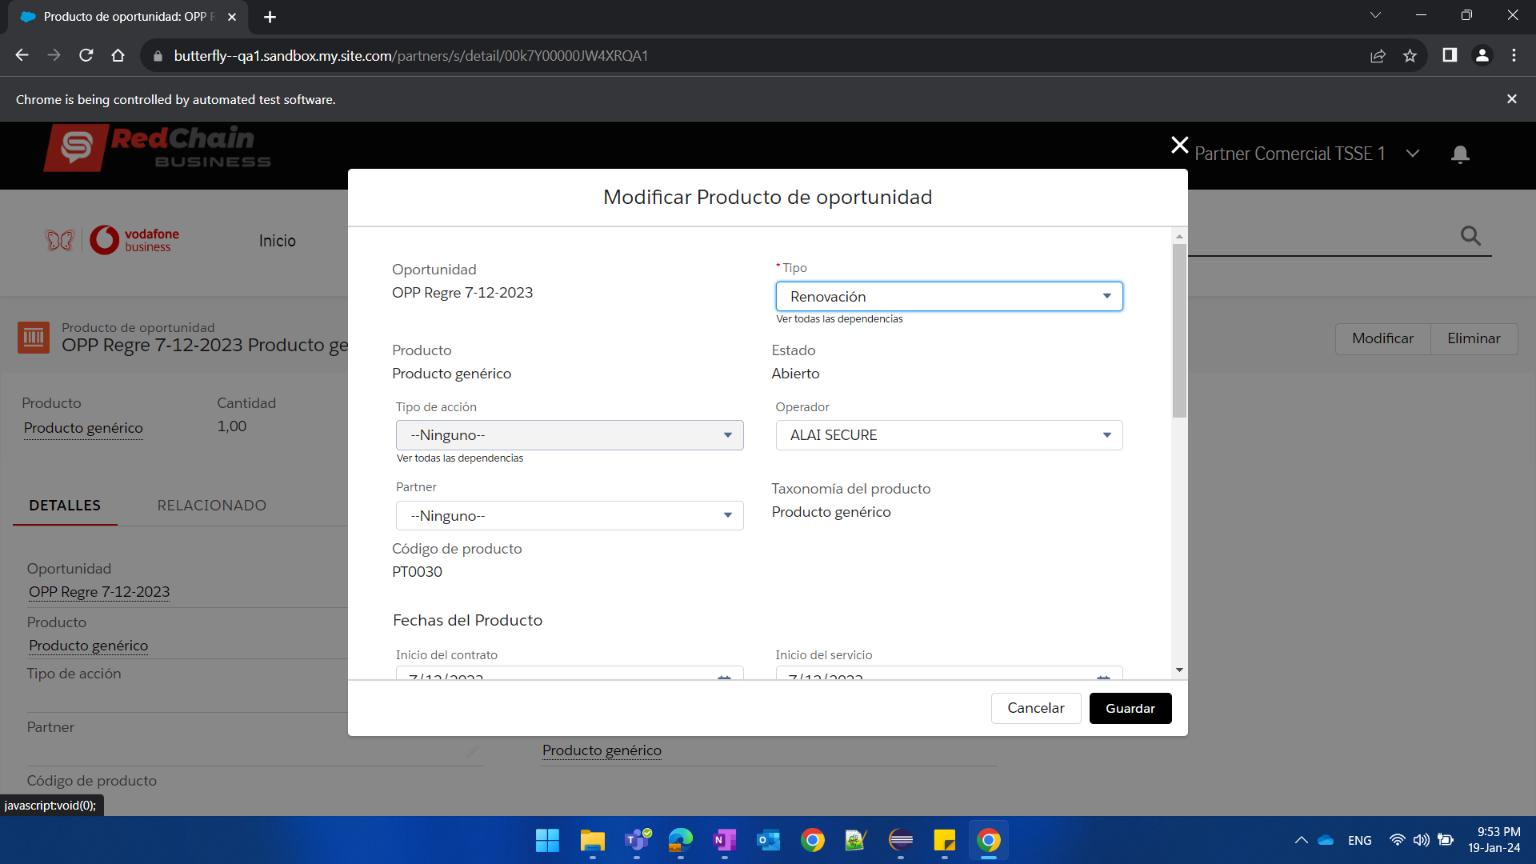 Producto de oportunidad: OPP R
butterfly--qa1.sandbox.my.site.com/partners/s/detail/00k7Y00000JW4XRQA1
Chrome is being controlled by automated test software.
RedChain
BUSINESS
Partner Comercial TSSE 1
vodafone
business
Inicio
Producto de oportunidad
OPP Regre 7-12-2023 Producto ge
Modificar
Eliminar
Producto
Producto genérico
Cantidad
1,00
DETALLES
RELACIONADO
Oportunidad
OPP Regre 7-12-2023
Producto
Producto genérico
Tipo de acción
Partner
Código de producto
Producto genérico
Modificar Producto de oportunidad
Oportunidad
OPP Regre 7-12-2023
* Tipo
Renovación
Ver todas las dependencias
Producto
Producto genérico
Estado
Abierto
Tipo de acción
--Ninguno--
Ver todas las dependencias
Operador
ALAI SECURE
Partner
--Ninguno--
Taxonomía del producto
Producto genérico
Código de producto
PT0030
Fechas del Producto
Inicio del contrato
7/12/2023
Inicio del servicio
7/12/2023
Cancelar
Guardar
javascript:void(0);
ENG
9:53 PM
19-Jan-24